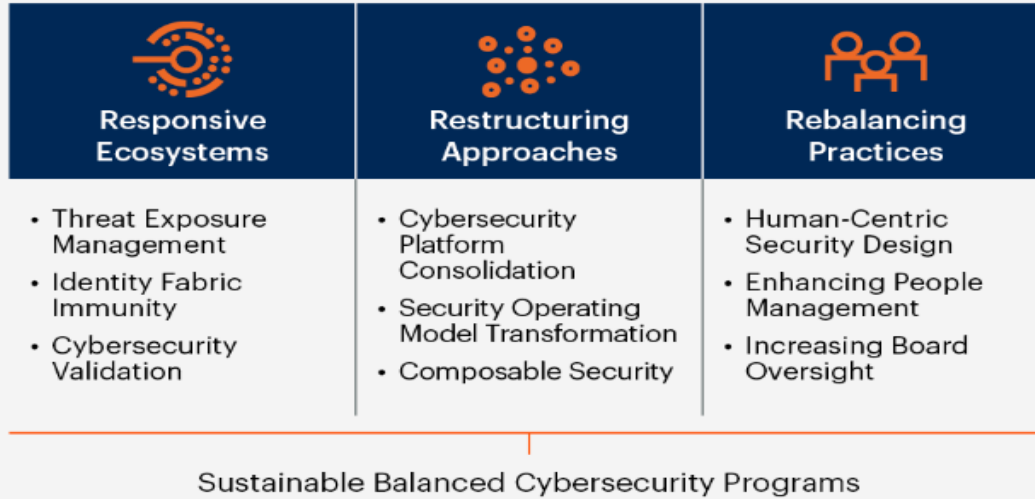 Responsive
Ecosystems
• Threat Exposure
Management
• Identity Fabric
Immunity
• Cybersecurity
Validation
Restructuring
Approaches
• Cybersecurity
Platform
Consolidation
• Security Operating
Model Transformation
• Composable Security
Rebalancing
Practices
• Human-Centric
Security Design
• Enhancing People
Management
• Increasing Board
Oversight
Sustainable Balanced Cybersecurity Programs